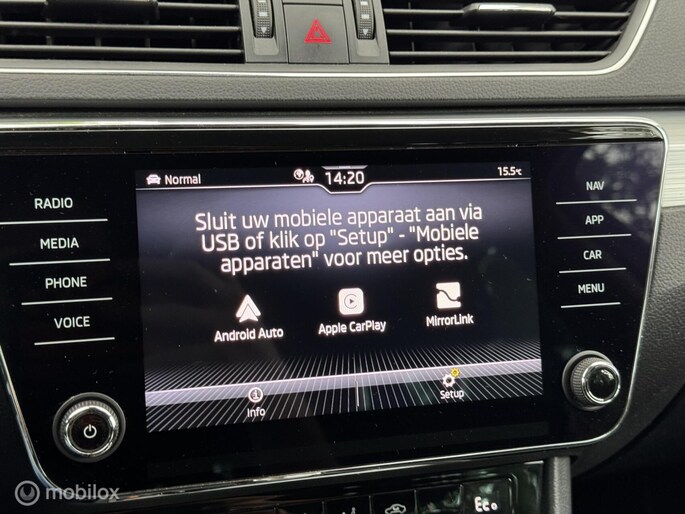 Normal
14:20
15.5°C
RADIO
MEDIA
PHONE
VOICE
Sluit uw mobiele apparaat aan via
USB of klik op "Setup" - "Mobiele
apparaten" voor meer opties.
Android Auto
Apple CarPlay
MirrorLink
Info
Setup
NAV
APP
CAR
MENU
Eco
mobilox